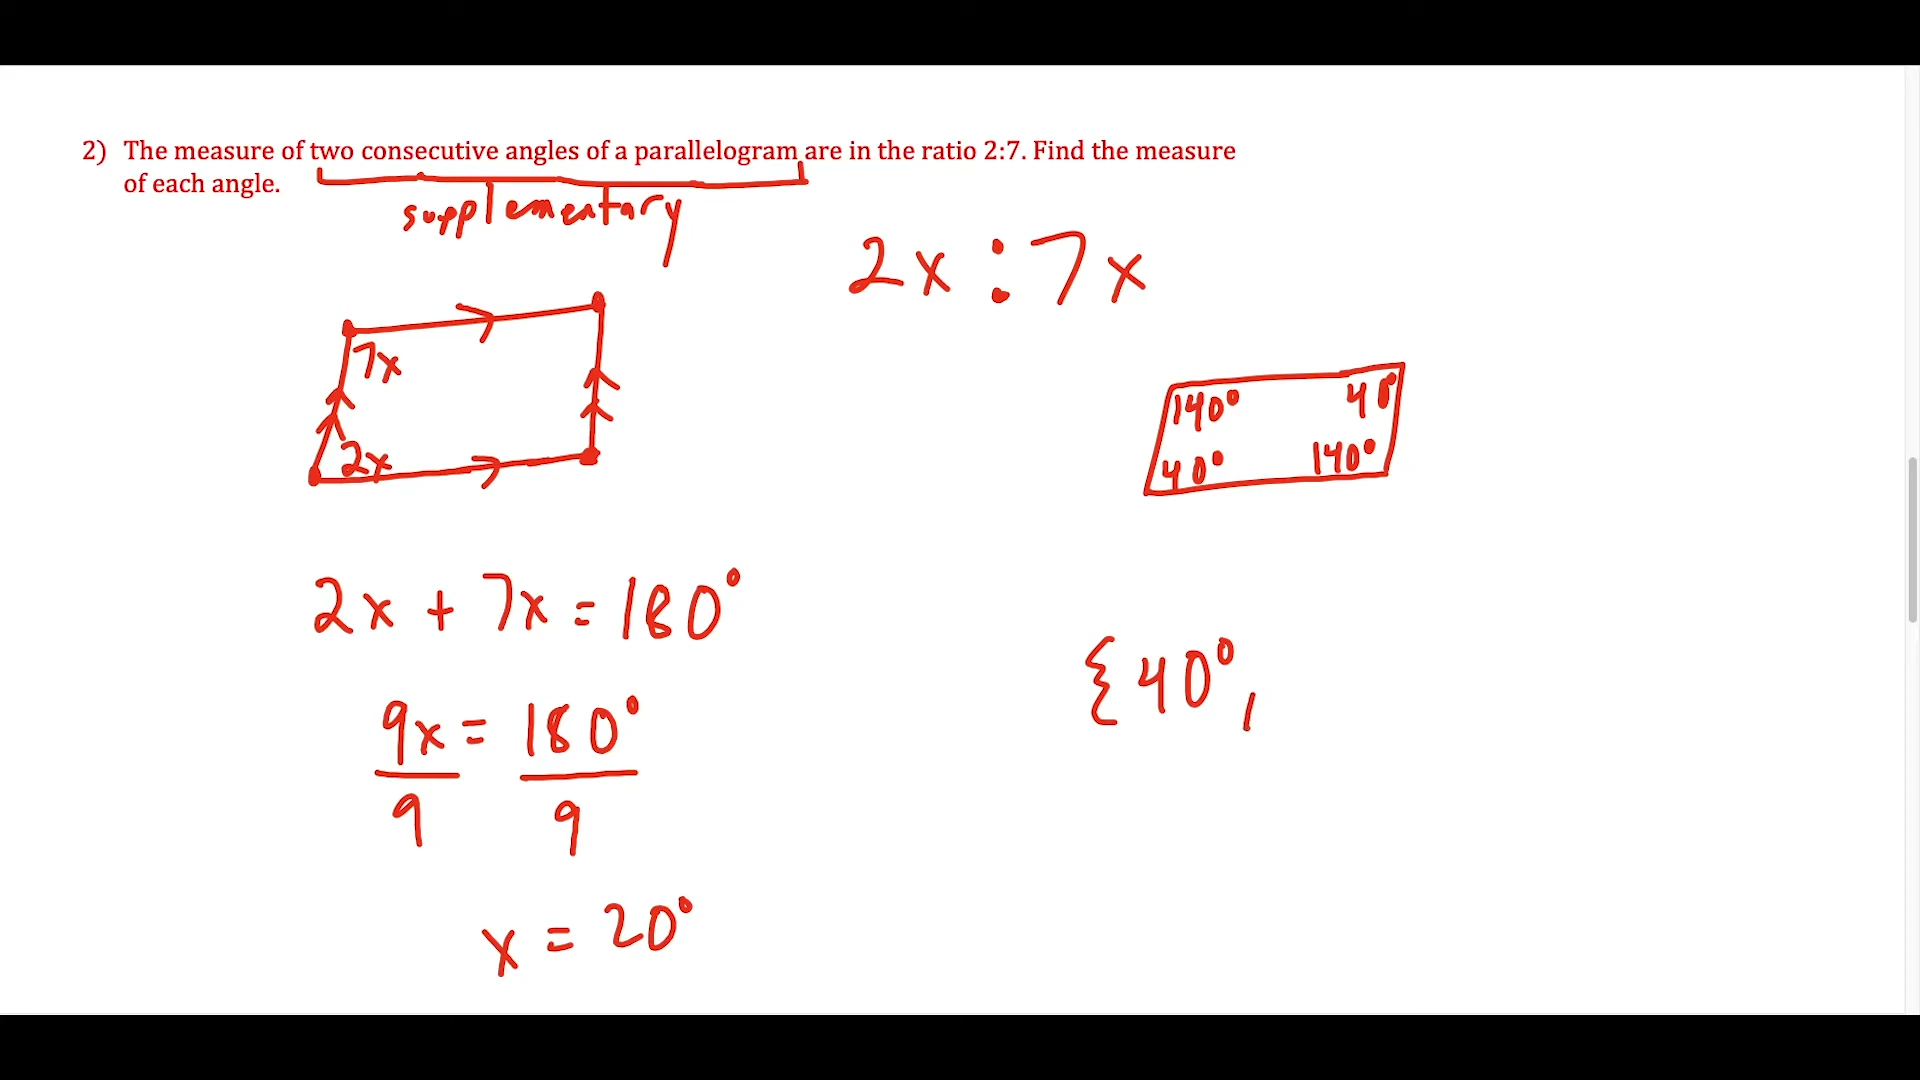 2) The measure of two consecutive angles of a parallelogram are in the ratio 2:7. Find the measure
of each angle.
supplementary
2x : 7x
7x
2x
140° 40°
40° 140°
2x + 7x = 180°
{40°,
9x = 180°
9 9
x = 20°